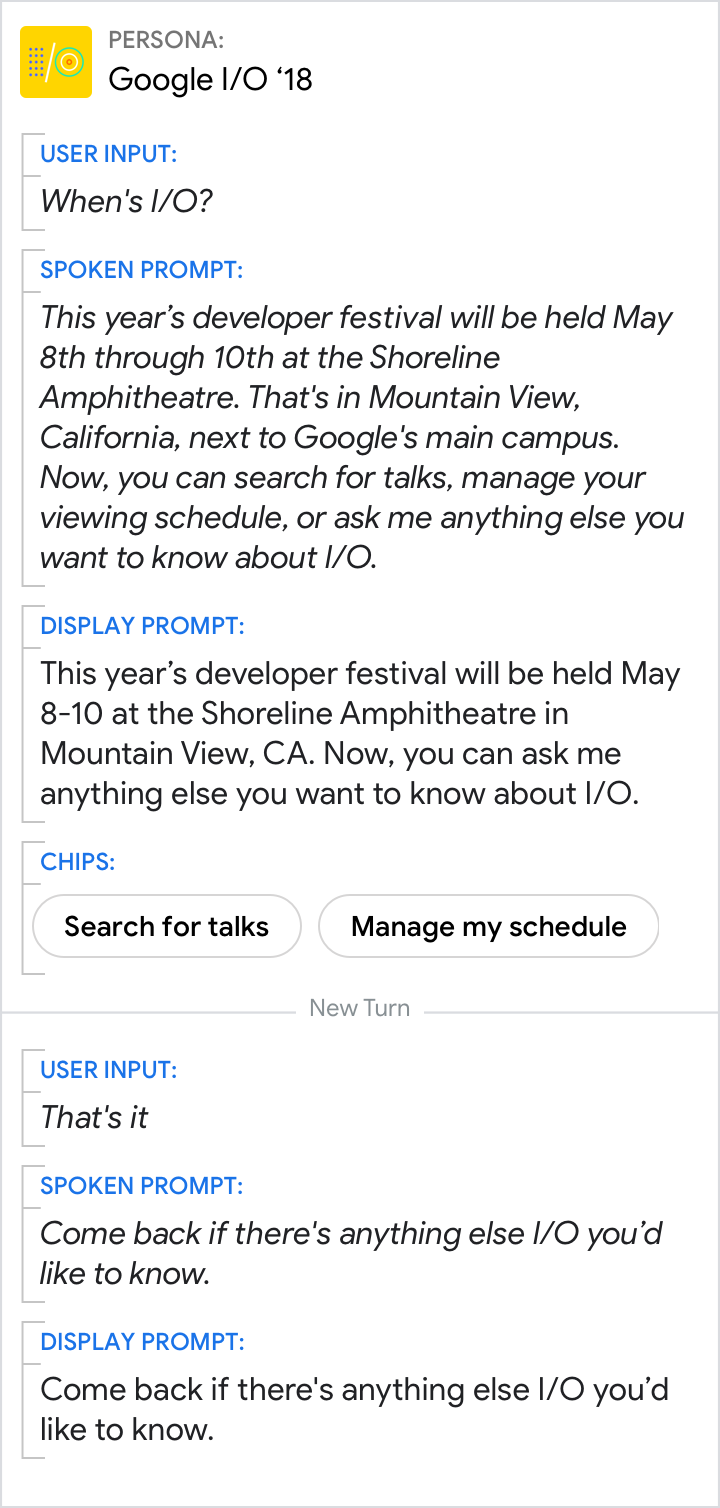 PERSONA:
Google I/O ‘18
USER INPUT:
When's I/O?
SPOKEN PROMPT:
This year’s developer festival will be held May
8th through 10th at the Shoreline
Amphitheatre. That's in Mountain View,
California, next to Google's main campus.
Now, you can search for talks, manage your
viewing schedule, or ask me anything else you
want to know about I/O.
DISPLAY PROMPT:
This year’s developer festival will be held May
8-10 at the Shoreline Amphitheatre in
Mountain View, CA. Now, you can ask me
anything else you want to know about I/O.
CHIPS:
Search for talks Manage my schedule
New Turn
USER INPUT:
That's it
SPOKEN PROMPT:
Come back if there's anything else I/O you’d
like to know.
DISPLAY PROMPT:
Come back if there's anything else I/O you’d
like to know.